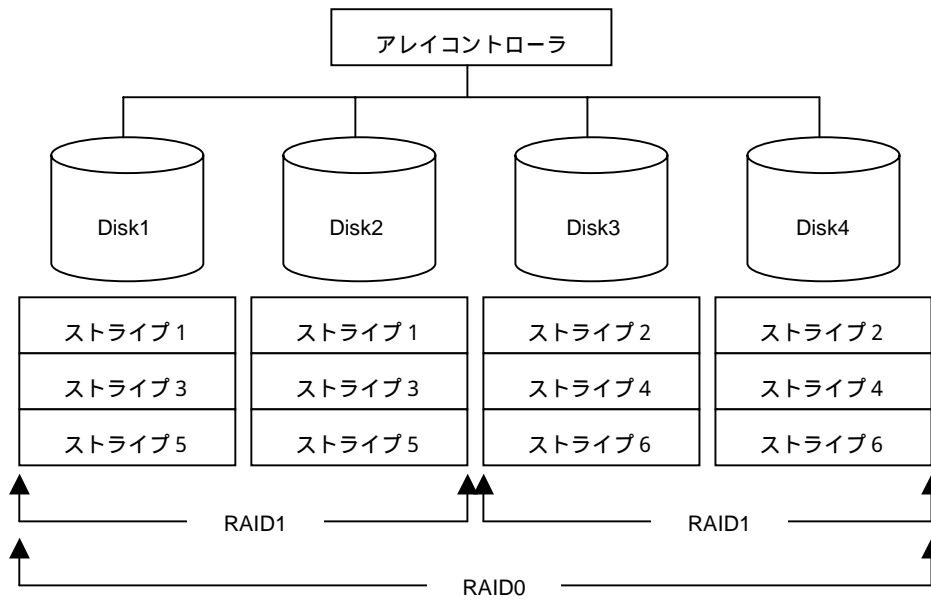 アレイコントローラ
Disk1 Disk2 Disk3 Disk4
ストライプ 1 ストライプ 1 ストライプ 2 ストライプ 2
ストライプ 3 ストライプ 3 ストライプ 4 ストライプ 4
ストライプ 5 ストライプ 5 ストライプ 6 ストライプ 6
RAID1 RAID1
RAID0